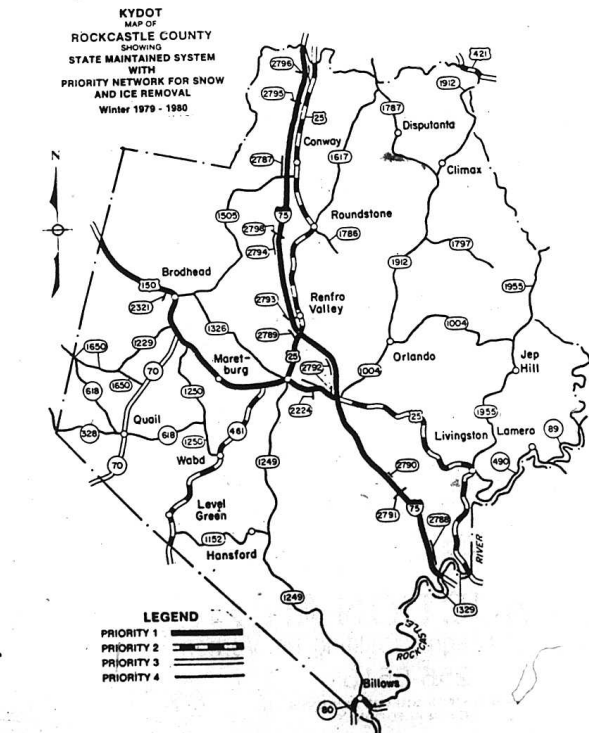 KYDOT
MAP OF
ROCKCASTLE COUNTY
SHOWING
STATE MAINTAINED SYSTEM
WITH
PRIORITY NETWORK FOR SNOW
AND ICE REMOVAL
Winter 1979 - 1980
2796
421
1912
2795
1787
25
Disputanta
Conway
1617
2787
Climax
N
1505
75
Roundstone
2798
1786
2794
1797
1912
150
Brodhead
1955
2321
2793
Renfro
Valley
1326
1004
1229
2789
1650
25
Orlando
Jep
Hill
70
Maret-
burg
2792
1004
1650
618
1250
2224
25
1955
Quail
461
Livingston
Lamero
89
328
618
1250
Wabd
1249
490
70
2790
Level
Green
2791
75
2788
1152
Hansford
RIVER
1329
1249
LEGEND
PRIORITY 1
PRIORITY 2
PRIORITY 3
PRIORITY 4
ROCKCASTLE
Billows
80